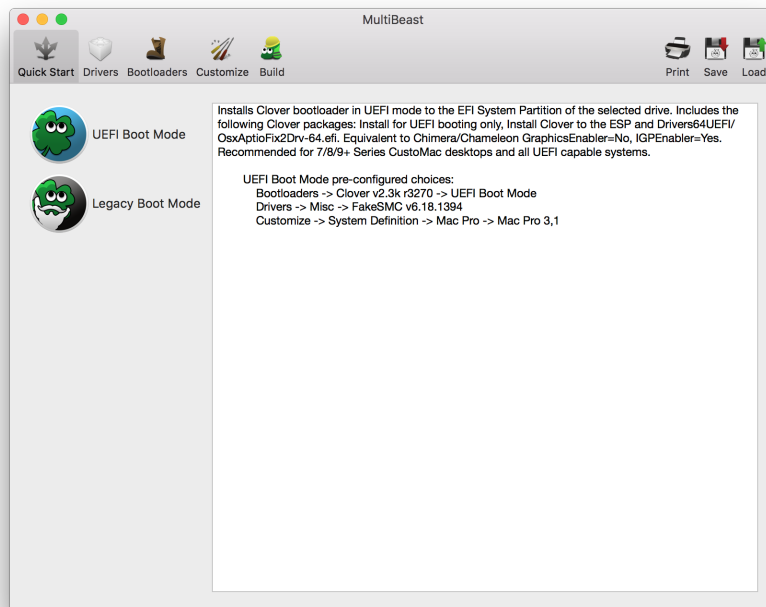 MultiBeast
Quick Start Drivers Bootloaders Customize Build Print Save Load
UEFI Boot Mode
Legacy Boot Mode
Installs Clover bootloader in UEFI mode to the EFI System Partition of the selected drive. Includes the
following Clover packages: Install for UEFI booting only, Install Clover to the ESP and Drivers64UEFI/
OsxAptioFix2Drv-64.efi. Equivalent to Chimera/Chameleon GraphicsEnabler=No, IGPEnabler=Yes.
Recommended for 7/8/9+ Series CustoMac desktops and all UEFI capable systems.
UEFI Boot Mode pre-configured choices:
Bootloaders -> Clover v2.3k r3270 -> UEFI Boot Mode
Drivers -> Misc -> FakeSMC v6.18.1394
Customize -> System Definition -> Mac Pro -> Mac Pro 3,1